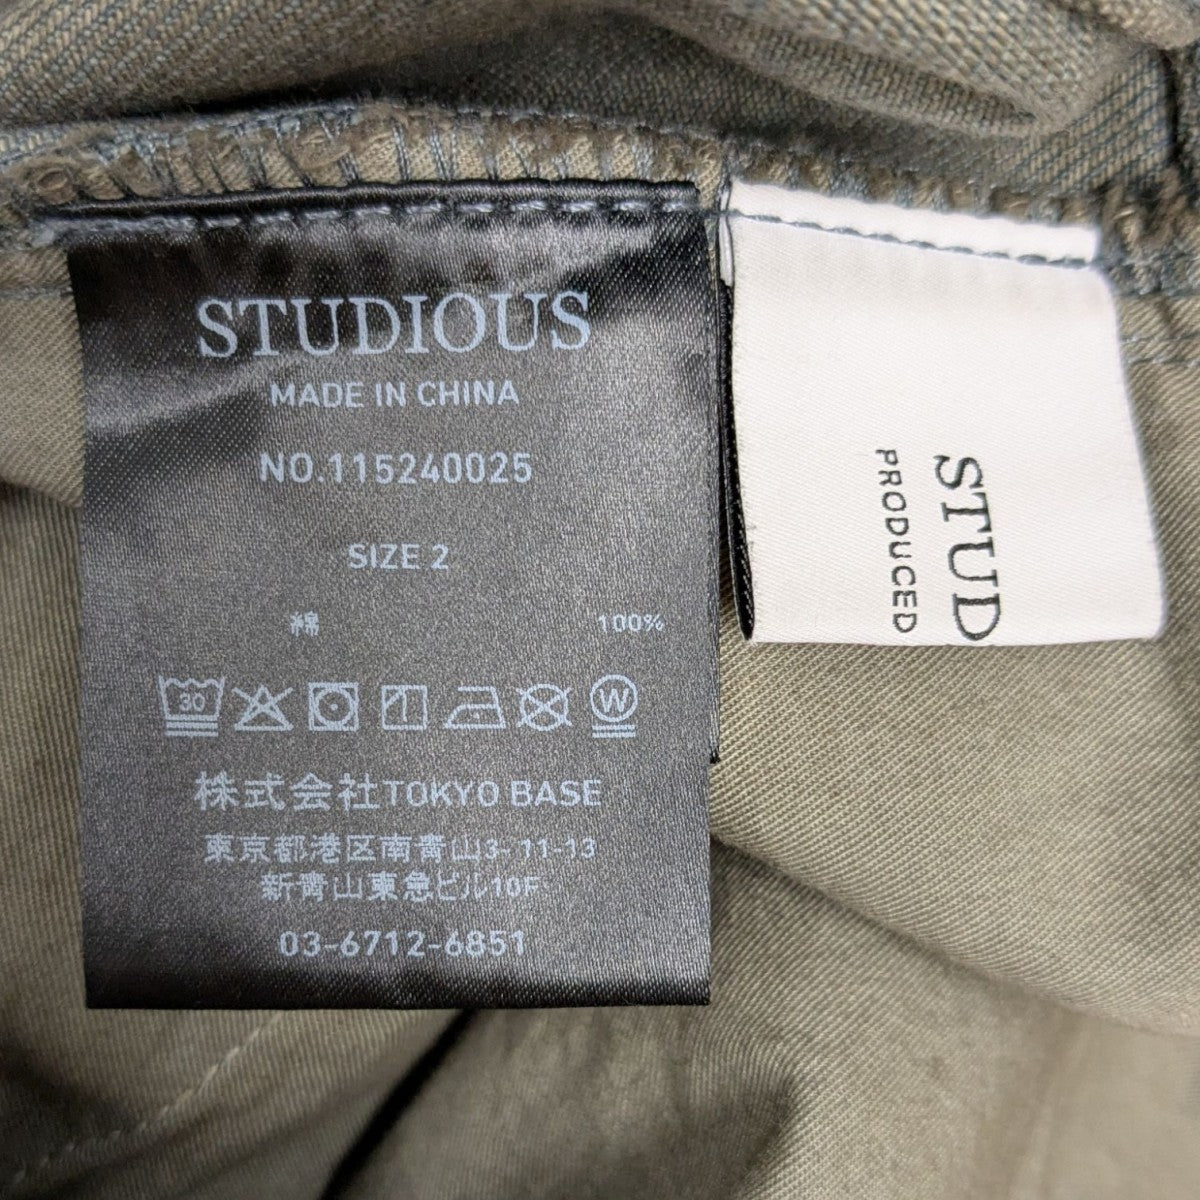 STUDIOUS
MADE IN CHINA
NO.115240025
SIZE 2
綿 100%
30
W
株式会社TOKYO BASE
東京都港区南青山3-11-13
新青山東急ビル10F
03-6712-6851
STUD
PRODUCED